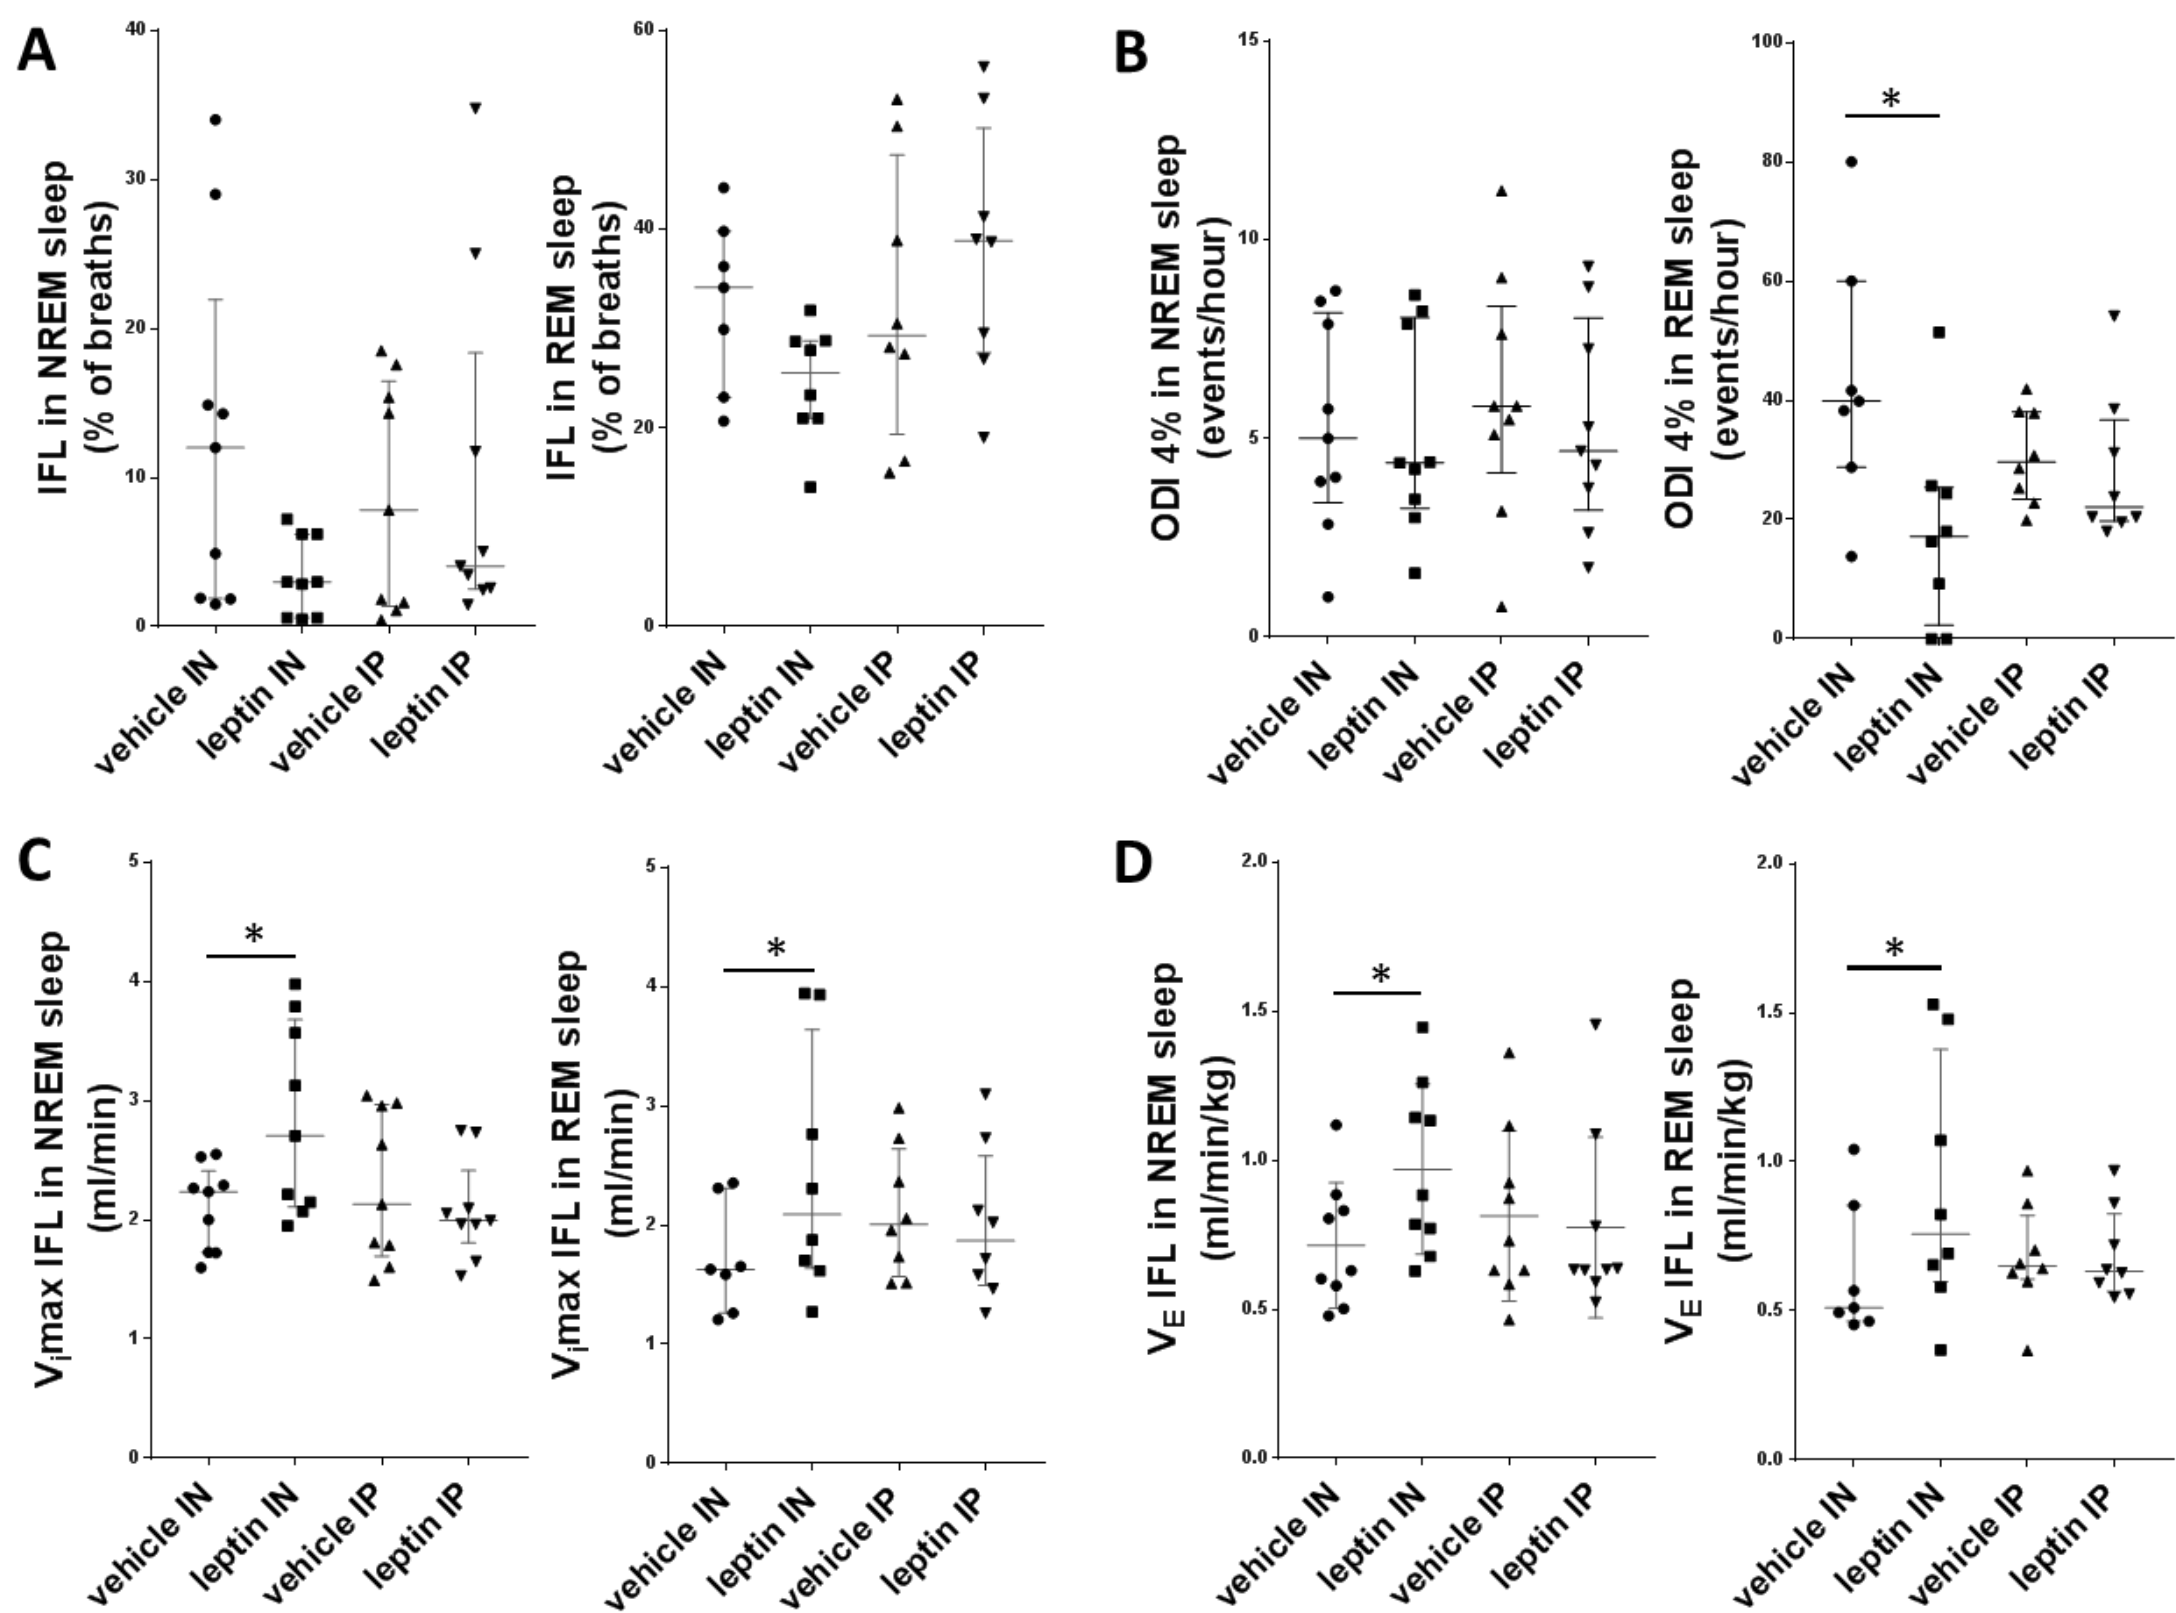 A
IFL in NREM sleep
(% of breaths)
40
30
20
10
0
vehicle IN
leptin IN
vehicle IP
leptin IP
IFL in REM sleep
(% of breaths)
60
40
20
0
vehicle IN
leptin IN
vehicle IP
leptin IP
B
ODI 4% in NREM sleep
(events/hour)
15
10
5
0
vehicle IN
leptin IN
vehicle IP
leptin IP
ODI 4% in REM sleep
(events/hour)
100
80
60
40
20
0
*
vehicle IN
leptin IN
vehicle IP
leptin IP
C
Vimax IFL in NREM sleep
(ml/min)
5
4
3
2
1
0
*
vehicle IN
leptin IN
vehicle IP
leptin IP
Vimax IFL in REM sleep
(ml/min)
5
4
3
2
1
0
*
vehicle IN
leptin IN
vehicle IP
leptin IP
D
VE IFL in NREM sleep
(ml/min/kg)
2.0
1.5
1.0
0.5
0.0
*
vehicle IN
leptin IN
vehicle IP
leptin IP
VE IFL in REM sleep
(ml/min/kg)
2.0
1.5
1.0
0.5
0.0
*
vehicle IN
leptin IN
vehicle IP
leptin IP